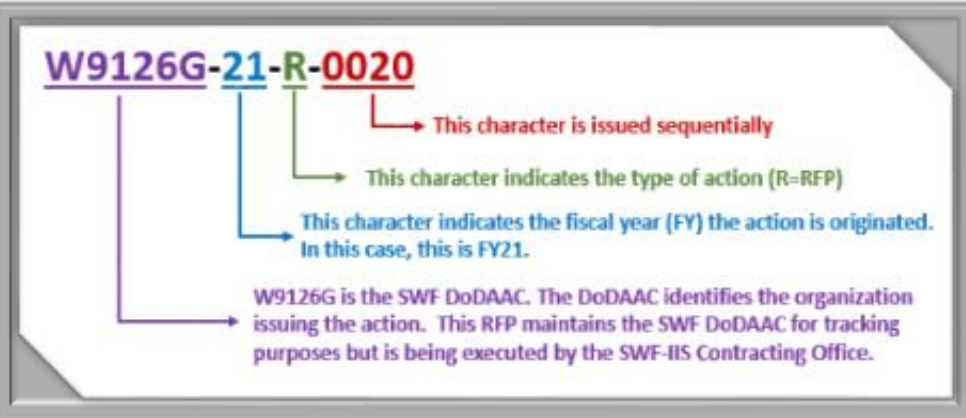 W9126G-21-R-0020
This character is issued sequentially
This character indicates the type of action (R=RFP)
This character indicates the fiscal year (FY) the action is originated.
In this case, this is FY21.
W9126G is the SWF DoDAAC. The DoDAAC identifies the organization
issuing the action. This RFP maintains the SWF DoDAAC for tracking
purposes but is being executed by the SWF-IIS Contracting Office.